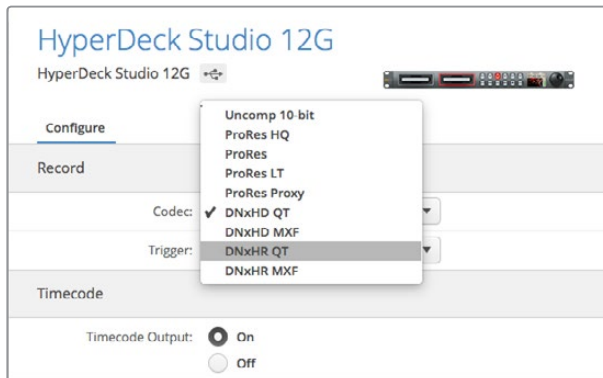 HyperDeck Studio 12G
HyperDeck Studio 12G
Configure
Record
Codec:
Uncomp 10-bit
ProRes HQ
ProRes
ProRes LT
ProRes Proxy
✓ DNxHD QT
DNxHD MXF
DNxHR QT
DNxHR MXF
Trigger:
Timecode
Timecode Output:
On
Off